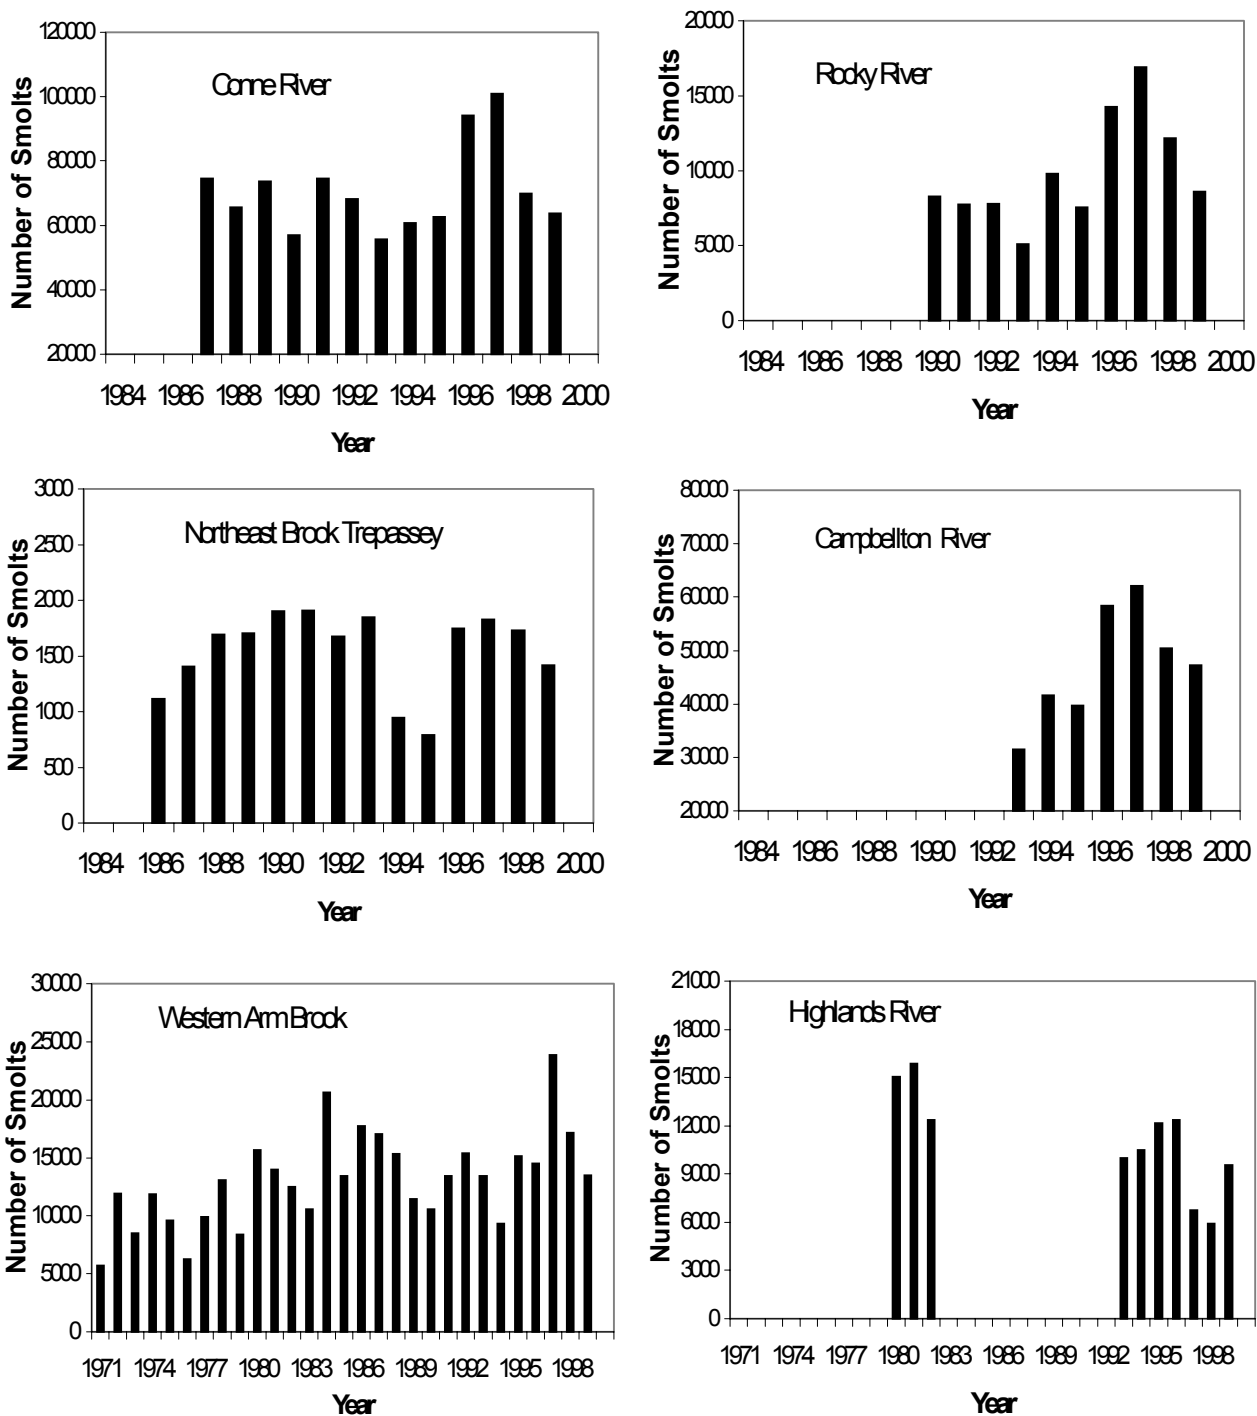 Conne River
Number of Smolts
120000
100000
80000
60000
40000
20000
1984 1986 1988 1990 1992 1994 1996 1998 2000
Year
Rocky River
Number of Smolts
20000
15000
10000
5000
0
1984 1986 1988 1990 1992 1994 1996 1998 2000
Year
Northeast Brook Trepassey
Number of Smolts
3000
2500
2000
1500
1000
500
0
1984 1986 1988 1990 1992 1994 1996 1998 2000
Year
Campbellton River
Number of Smolts
80000
70000
60000
50000
40000
30000
20000
1984 1986 1988 1990 1992 1994 1996 1998 2000
Year
Western Arm Brook
Number of Smolts
30000
25000
20000
15000
10000
5000
0
1971 1974 1977 1980 1983 1986 1989 1992 1995 1998
Year
Highlands River
Number of Smolts
21000
18000
15000
12000
9000
6000
3000
0
1971 1974 1977 1980 1983 1986 1989 1992 1995 1998
Year